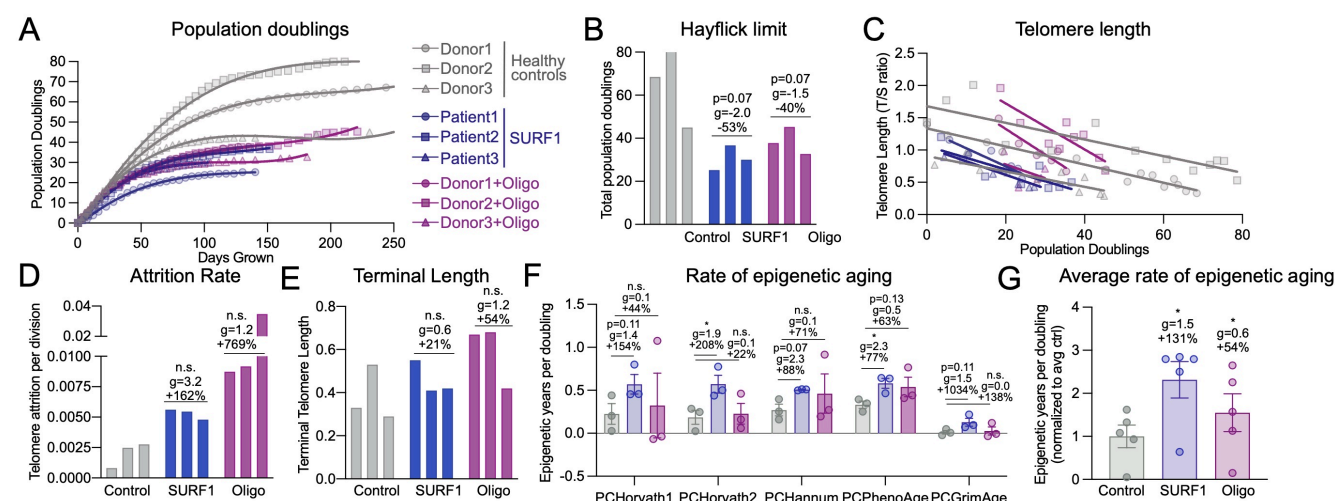 A
Population doublings
Population Doublings
80
70
60
50
40
30
20
10
0
0
50
100
150
200
250
Days Grown
Donor1
Donor2
Donor3
Healthy
controls
Patient1
Patient2
Patient3
SURF1
Donor1+Oligo
Donor2+Oligo
Donor3+Oligo
B
Hayflick limit
Total population doublings
80
60
40
20
0
p=0.07
g=-2.0
-53%
p=0.07
g=-1.5
-40%
Control
SURF1
Oligo
C
Telomere length
Telomere Length (T/S ratio)
2.5
2.0
1.5
1.0
0.5
0.0
0
20
40
60
80
Population Doublings
D
Attrition Rate
Telomere attrition per division
0.04
0.02
0.0100
0.0075
0.0050
0.0025
0.0000
n.s.
g=3.2
+162%
n.s.
g=1.2
+769%
Control
SURF1
Oligo
E
Terminal Length
Terminal Telomere Length
0.8
0.6
0.4
0.2
0.0
n.s.
g=0.6
+21%
n.s.
g=1.2
+54%
Control
SURF1
Oligo
F
Rate of epigenetic aging
Epigenetic years per doubling
1.5
1.0
0.5
0.0
-0.5
n.s.
g=0.1
+44%
p=0.11
g=1.4
+154%
*
g=1.9
+208%
n.s.
g=0.1
+22%
n.s.
g=0.1
+71%
p=0.07
g=2.3
+88%
p=0.13
g=0.5
+63%
*
g=2.3
+77%
p=0.11
g=1.5
+1034%
n.s.
g=0.0
+138%
PCHorvath1
PCHorvath2
PCHannum
PCPhenoAge
PCGrimAge
G
Average rate of epigenetic aging
Epigenetic years per doubling
(normalized to avg ctrl)
4
3
2
1
0
*
g=1.5
+131%
*
g=0.6
+54%
Control
SURF1
Oligo